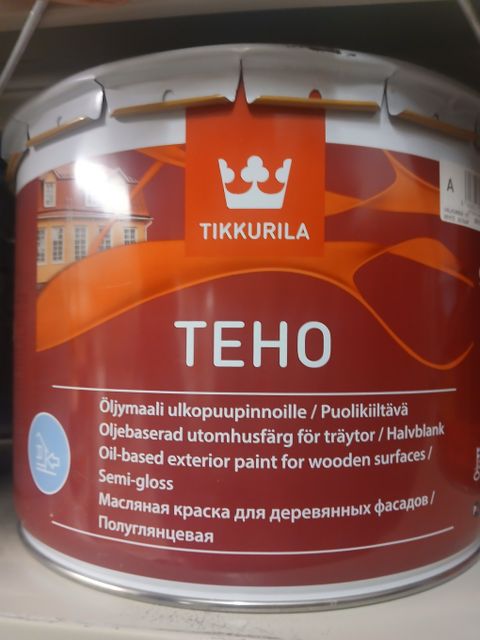 TIKKURILA
A
TEHO
Öljymaali ulkopuupinnoille / Puolikiiltävä
Oljebaserad utomhusfärg för träytor / Halvblank
Oil-based exterior paint for wooden surfaces /
Semi-gloss
Масляная краска для деревянных фасадов /
Полуглянцевая